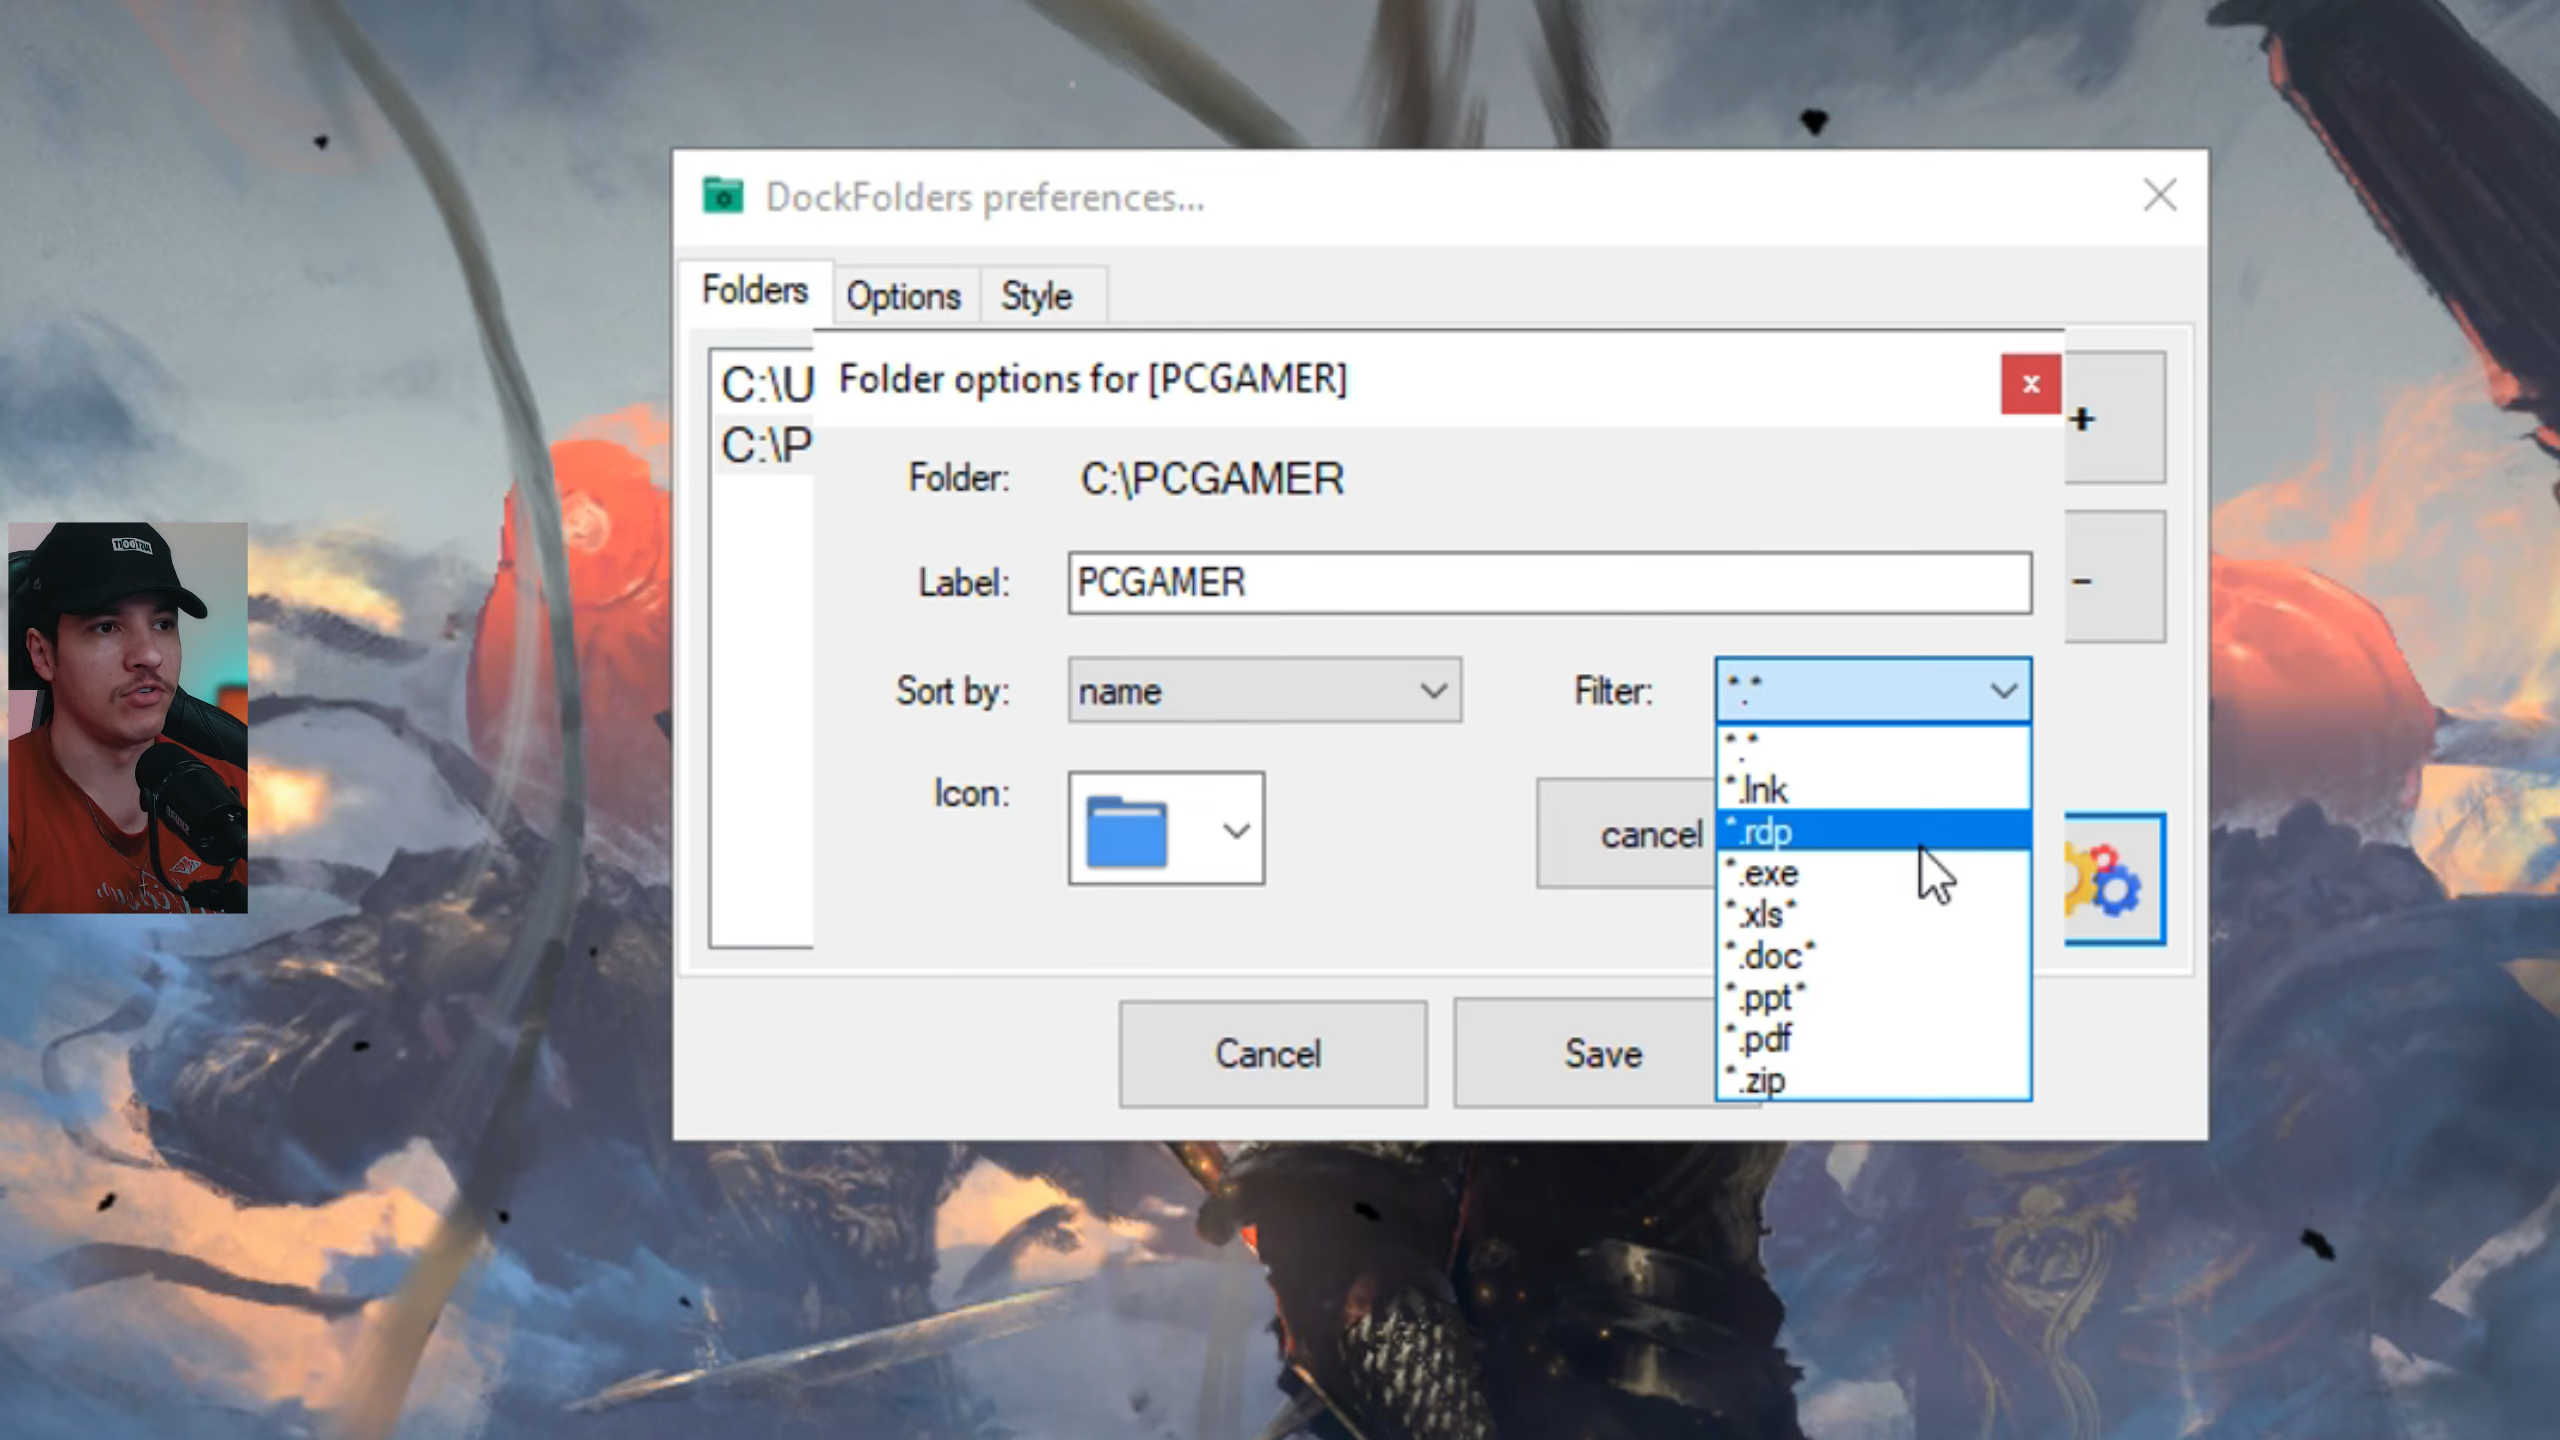 DockFolders preferences...
Folders
Options
Style
C:\U
C:\P
Folder options for [PCGAMER]
x
+
-
Folder: C:\PCGAMER
Label: PCGAMER
Sort by: name
Filter: *.*
*.*
*.lnk
*.rdp
*.exe
*.xls*
*.doc*
*.ppt*
*.pdf
*.zip
Icon:
cancel
Cancel
Save